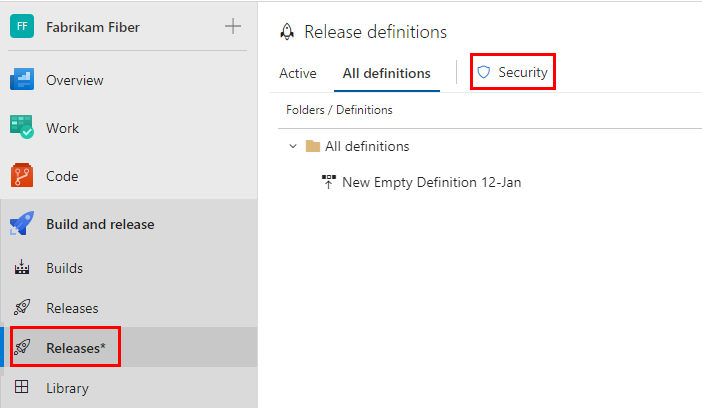 FF Fabrikam Fiber
Overview
Work
Code
Build and release
Builds
Releases
Releases*
Library
Release definitions
Active All definitions Security
Folders / Definitions
All definitions
New Empty Definition 12-Jan